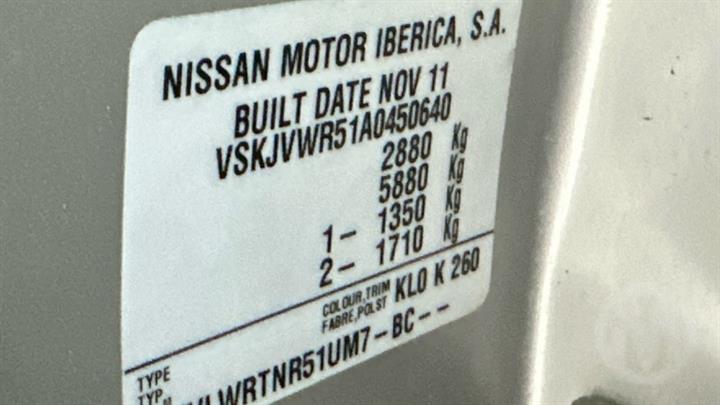 NISSAN MOTOR IBERICA, S.A.
BUILT DATE NOV 11
VSKJVWR51A0450640
2880 Kg
5880 Kg
1- 1350 Kg
2- 1710 Kg
COLOUR,TRIM KL0 K 260
FABRE,POLST
TYPE
TYP
WRTNR51UM7-BC--